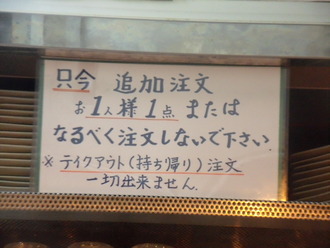 只今 追加注文
お1人様1点 または
なるべく注文しないで下さい.
※ テイクアウト(持ち帰り)注文
一切出来ません.